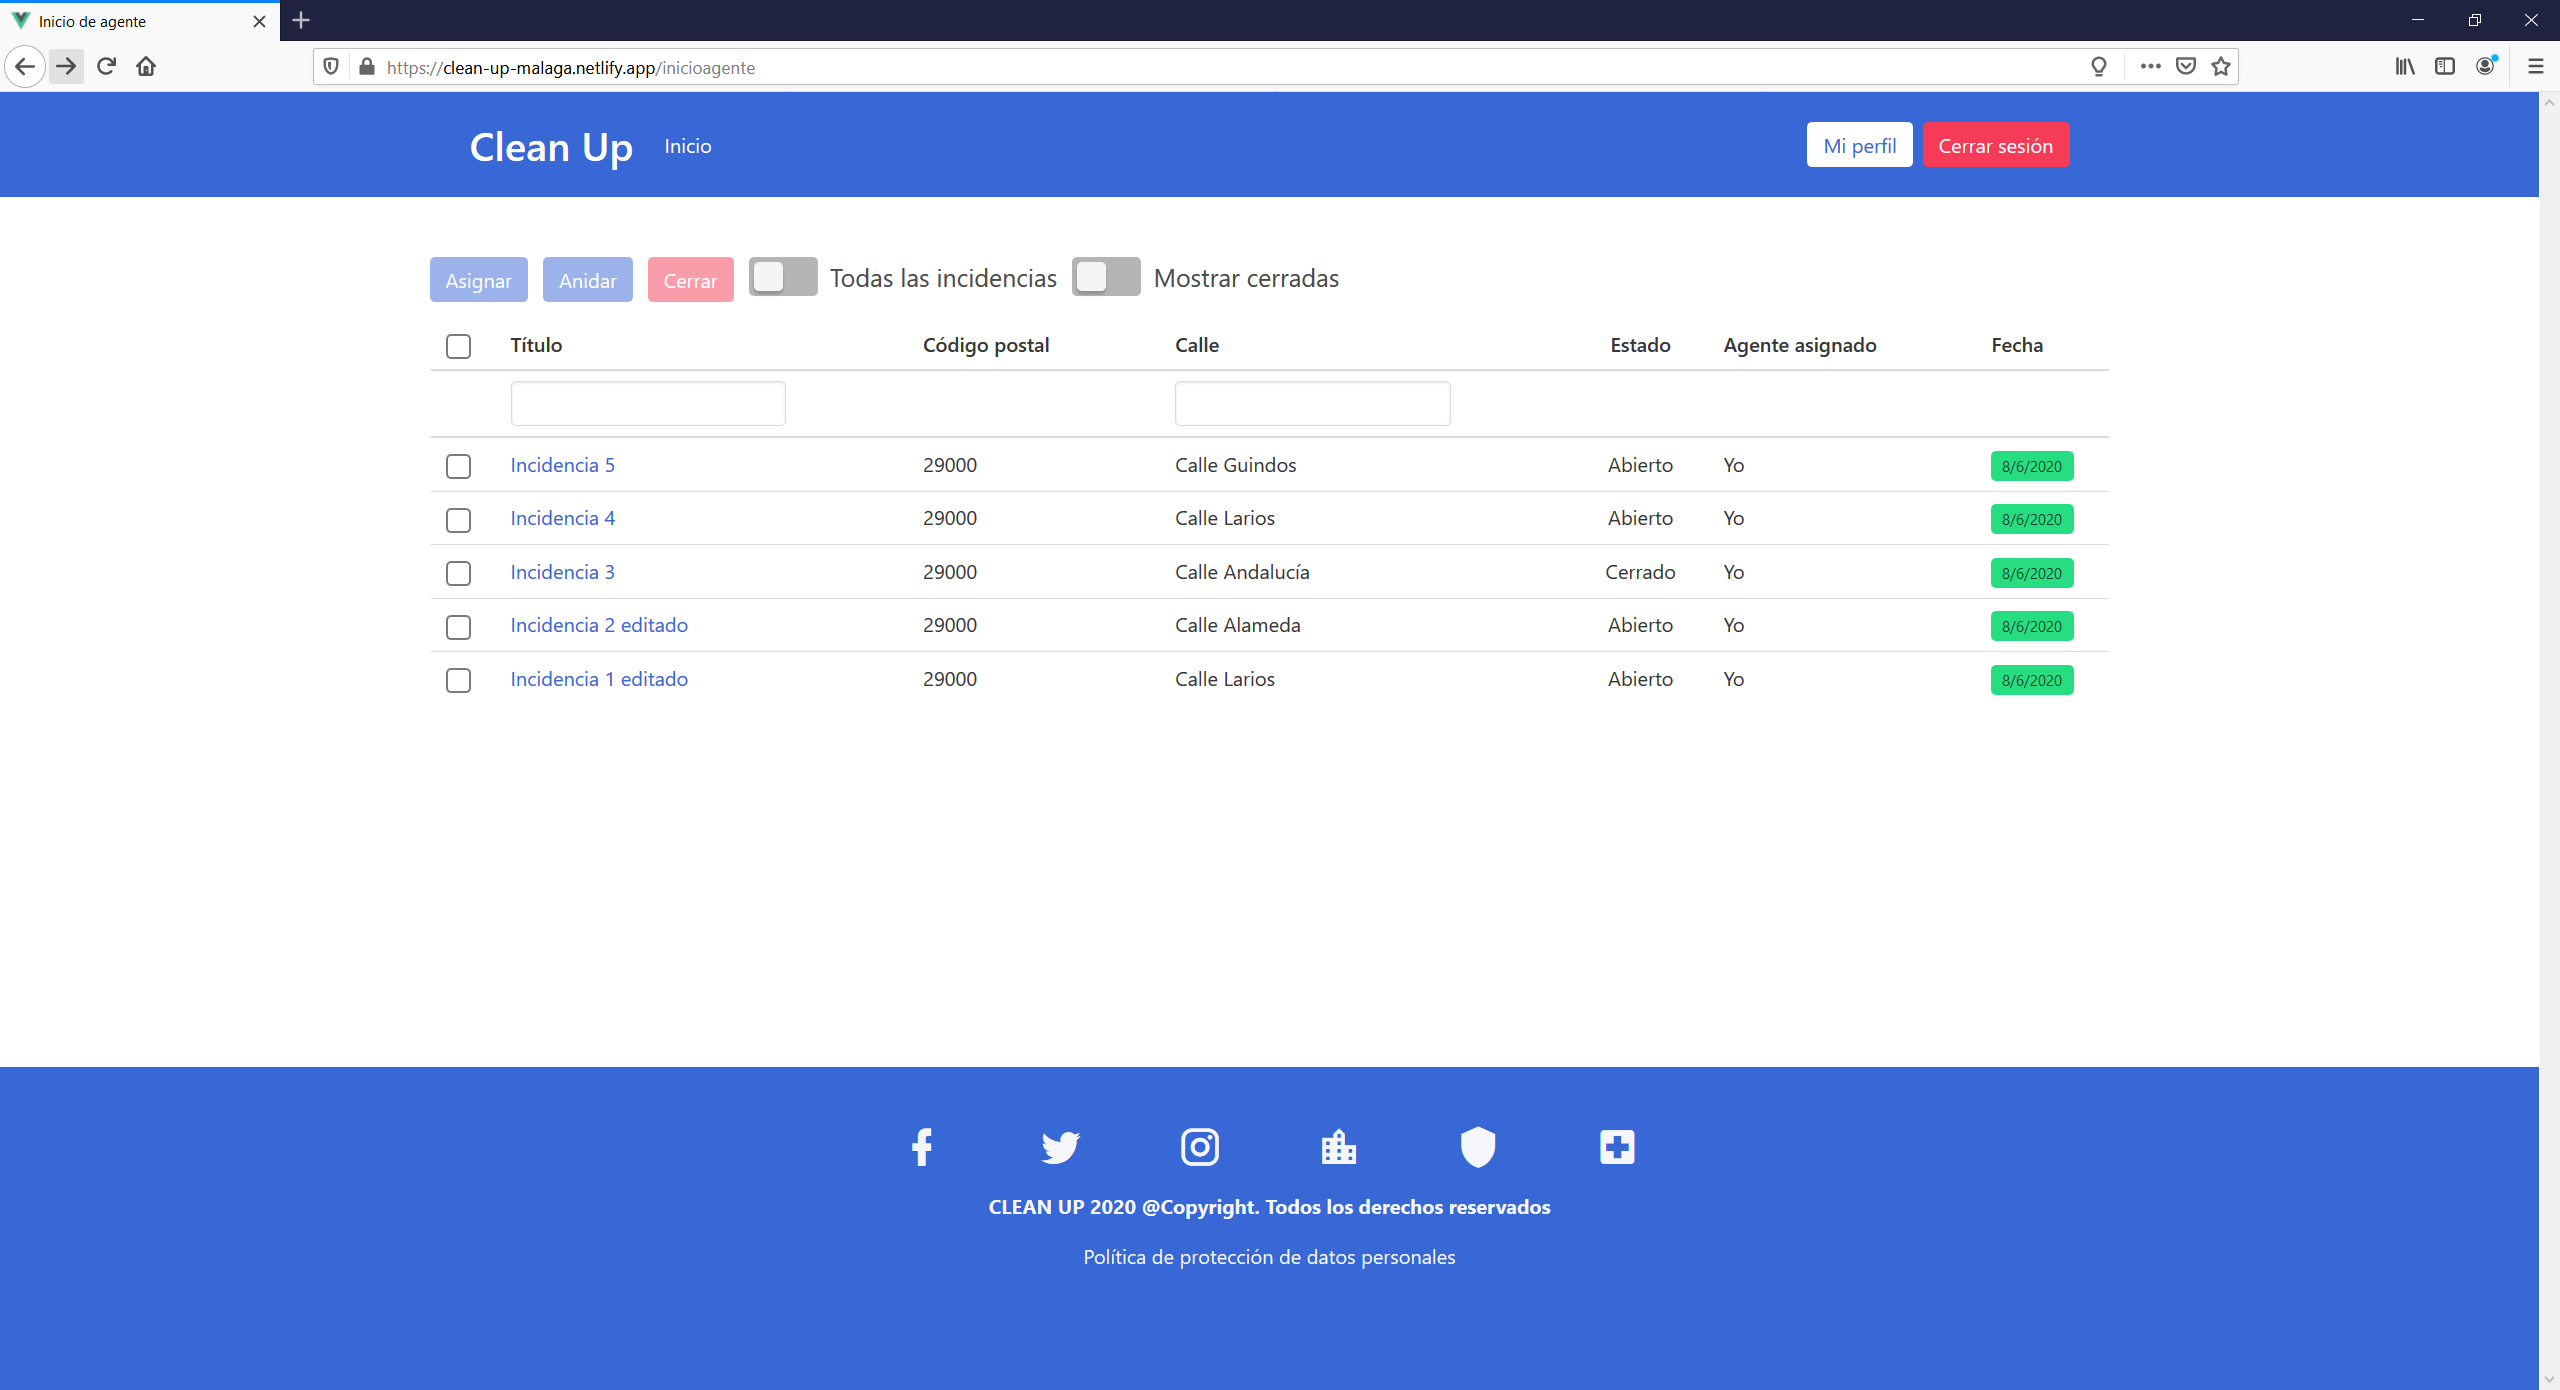 Inicio de agente
https://clean-up-malaga.netlify.app/inicioagente
Clean Up Inicio Mi perfil Cerrar sesión
Asignar Anidar Cerrar Todas las incidencias Mostrar cerradas
Título Código postal Calle Estado Agente asignado Fecha
Incidencia 5 29000 Calle Guindos Abierto Yo 8/6/2020
Incidencia 4 29000 Calle Larios Abierto Yo 8/6/2020
Incidencia 3 29000 Calle Andalucía Cerrado Yo 8/6/2020
Incidencia 2 editado 29000 Calle Alameda Abierto Yo 8/6/2020
Incidencia 1 editado 29000 Calle Larios Abierto Yo 8/6/2020
CLEAN UP 2020 @Copyright. Todos los derechos reservados
Política de protección de datos personales